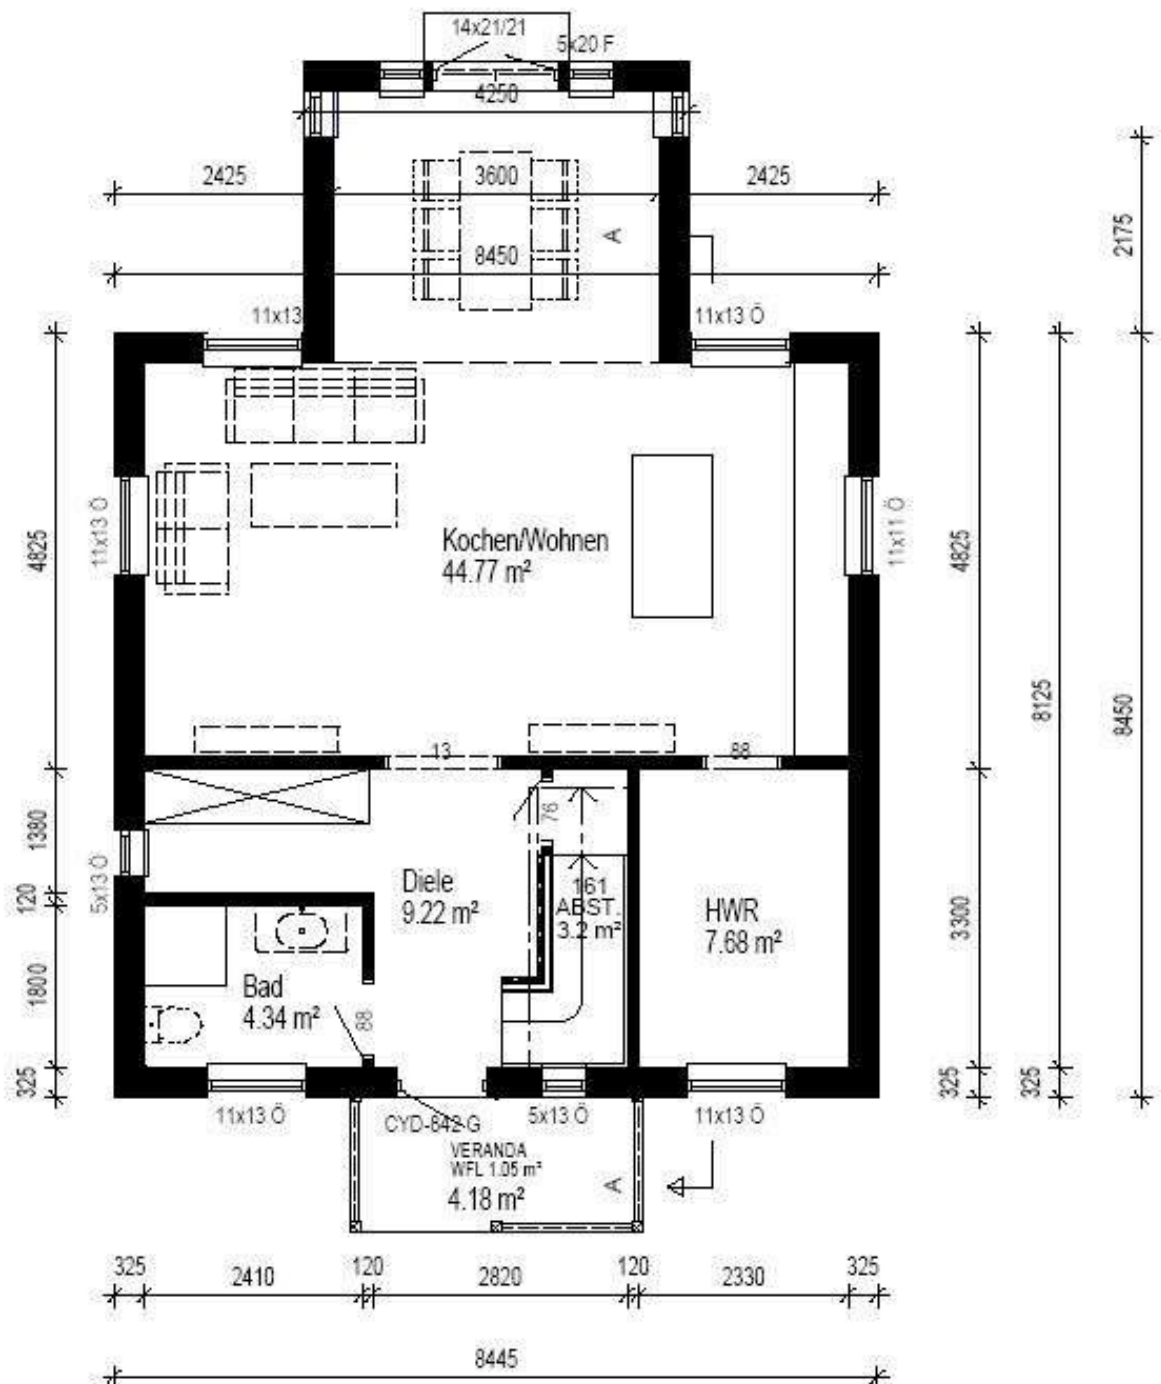 14x21/21
5x20 F
4250
2425
3600
2425
A
8450
2175
11x13
11x13 Ö
4825
11x13 Ö
Kochen/Wohnen
44.77 m²
11x11 Ö
4825
8125
8450
13
88
1380
5x13 Ö
76
120
Diele
9.22 m²
161
ABST.
3.2 m²
HWR
7.68 m²
3300
1800
Bad
4.34 m²
88
325
325
325
11x13 Ö
CYD-642-G
5x13 Ö
11x13 Ö
VERANDA
WFL 1.05 m²
4.18 m²
A
325
2410
120
2820
120
2330
325
8445